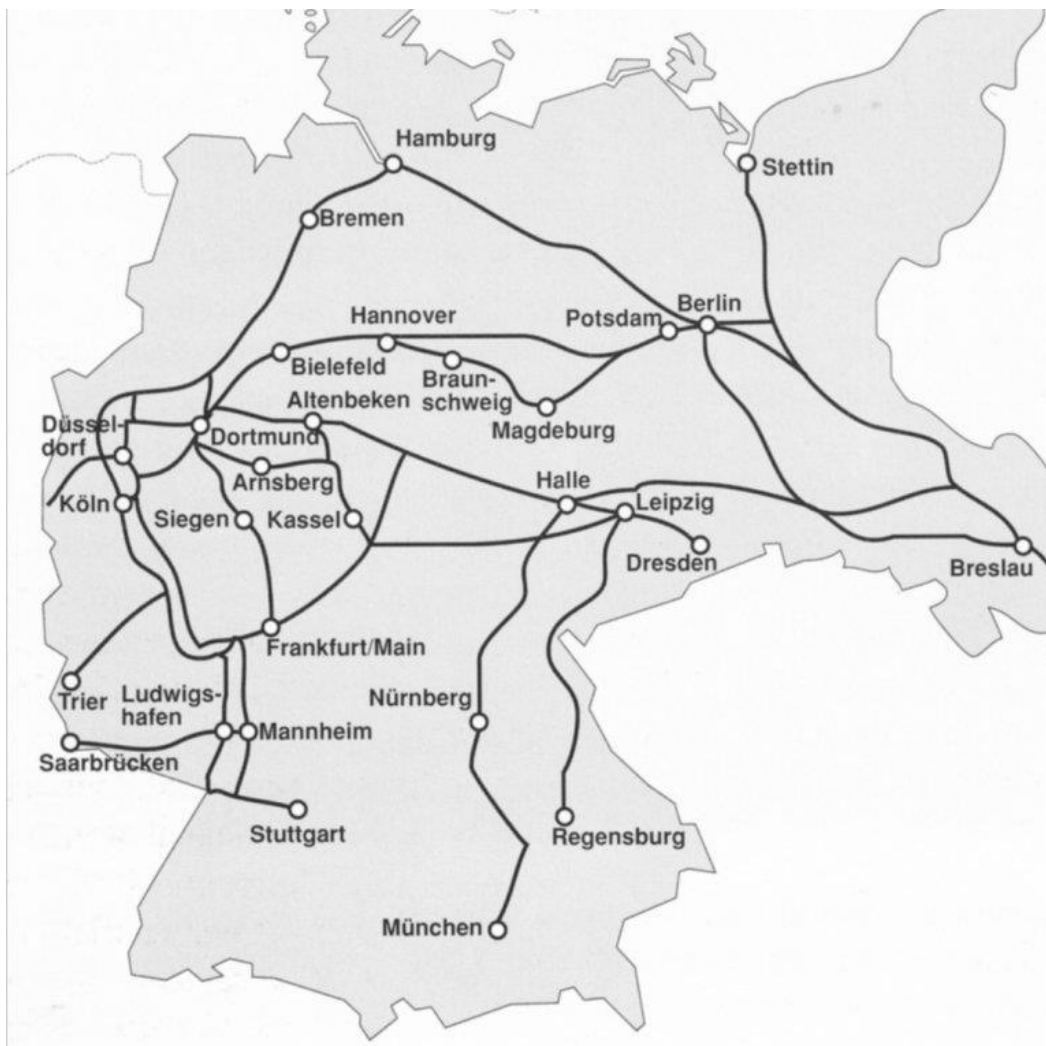 Hamburg
Stettin
Bremen
Berlin
Hannover
Potsdam
Bielefeld
Braun-
schweig
Altenbeken
Magdeburg
Düssel-
dorf
Dortmund
Arnsberg
Halle
Leipzig
Köln
Siegen
Kassel
Dresden
Breslau
Frankfurt/Main
Trier
Ludwigs-
hafen
Nürnberg
Mannheim
Saarbrücken
Stuttgart
Regensburg
München